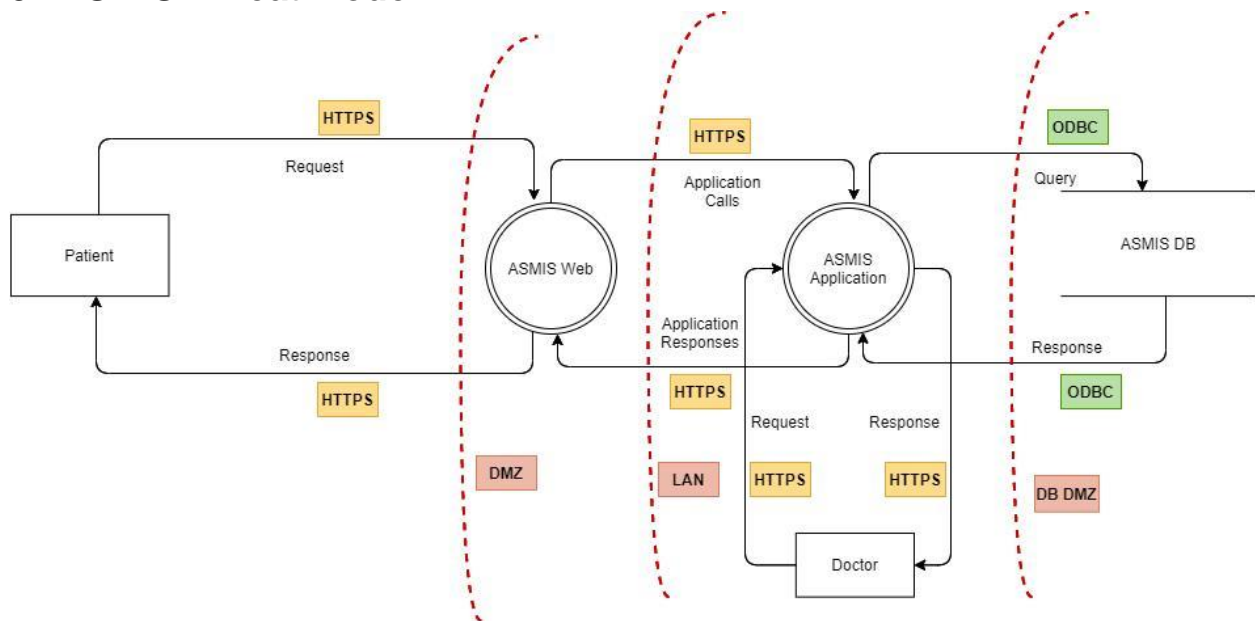 HTTPS
Request
Patient
Response
HTTPS
ASMIS Web
DMZ
HTTPS
Application
Calls
Application
Responses
HTTPS
LAN
ASMIS
Application
Request
HTTPS
Response
HTTPS
Doctor
ODBC
Query
ASMIS DB
Response
ODBC
DB DMZ